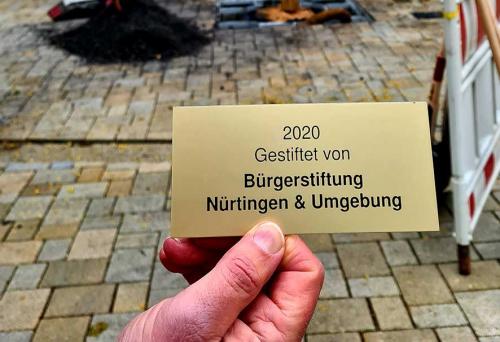 2020
Gestiftet von
Bürgerstiftung
Nürtingen & Umgebung